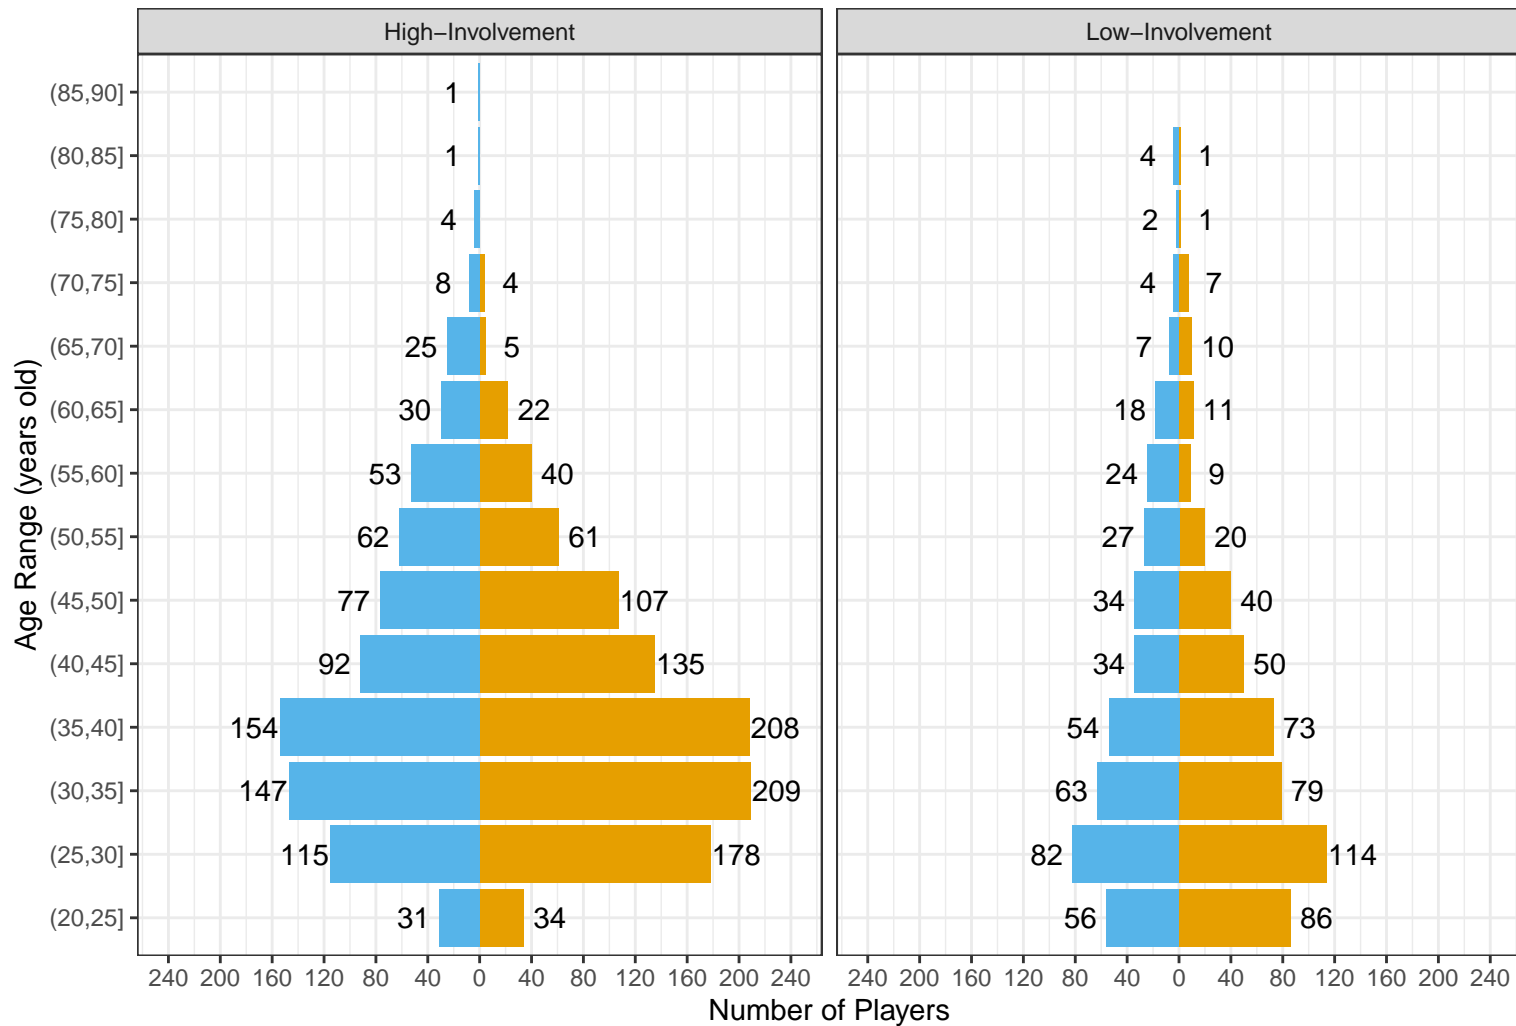 High−Involvement
Low−Involvement
Age Range (years old)
(85,90] 1
(80,85] 1 4 1
(75,80] 4 2 1
(70,75] 8 4 4 7
(65,70] 25 5 7 10
(60,65] 30 22 18 11
(55,60] 53 40 24 9
(50,55] 62 61 27 20
(45,50] 77 107 34 40
(40,45] 92 135 34 50
(35,40] 154 208 54 73
(30,35] 147 209 63 79
(25,30] 115 178 82 114
(20,25] 31 34 56 86
240 200 160 120 80 40 0 40 80 120 160 200 240
240 200 160 120 80 40 0 40 80 120 160 200 240
Number of Players